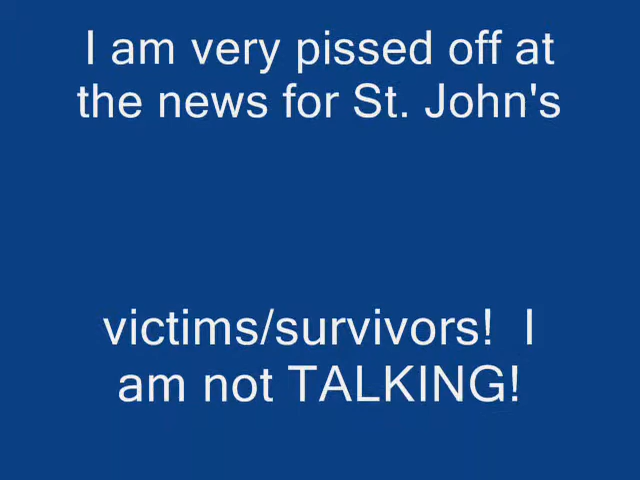 I am very pissed off at
the news for St. John's
victims/survivors!  I
am not TALKING!